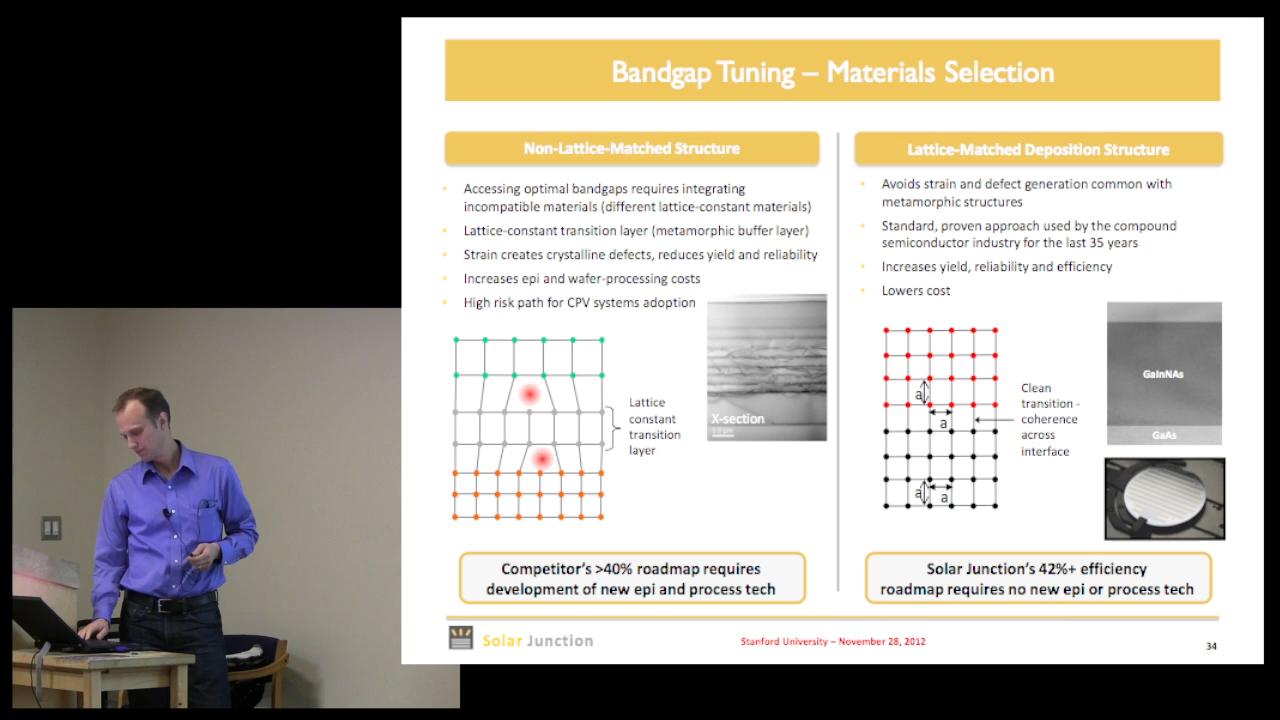 Bandgap Tuning – Materials Selection
Non-Lattice-Matched Structure
Accessing optimal bandgaps requires integrating
incompatible materials (different lattice-constant materials)
Lattice-constant transition layer (metamorphic buffer layer)
Strain creates crystalline defects, reduces yield and reliability
Increases epi and wafer-processing costs
High risk path for CPV systems adoption
Lattice
constant
transition
layer
X-section
Competitor's >40% roadmap requires
development of new epi and process tech
Lattice-Matched Deposition Structure
Avoids strain and defect generation common with
metamorphic structures
Standard, proven approach used by the compound
semiconductor industry for the last 35 years
Increases yield, reliability and efficiency
Lowers cost
a
a
a
a
Clean
transition -
coherence
across
interface
GaInNAs
GaAs
Solar Junction's 42%+ efficiency
roadmap requires no new epi or process tech
Solar Junction
Stanford University – November 28, 2012
34